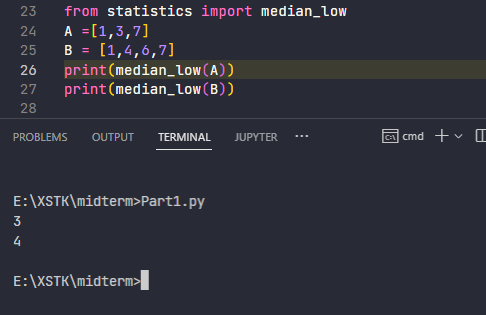 23 from statistics import median_low
24 A =[1,3,7]
25 B = [1,4,6,7]
26 print(median_low(A))
27 print(median_low(B))
28
PROBLEMS OUTPUT TERMINAL JUPYTER ··· cmd
E:\XSTK\midterm>Part1.py
3
4
E:\XSTK\midterm>